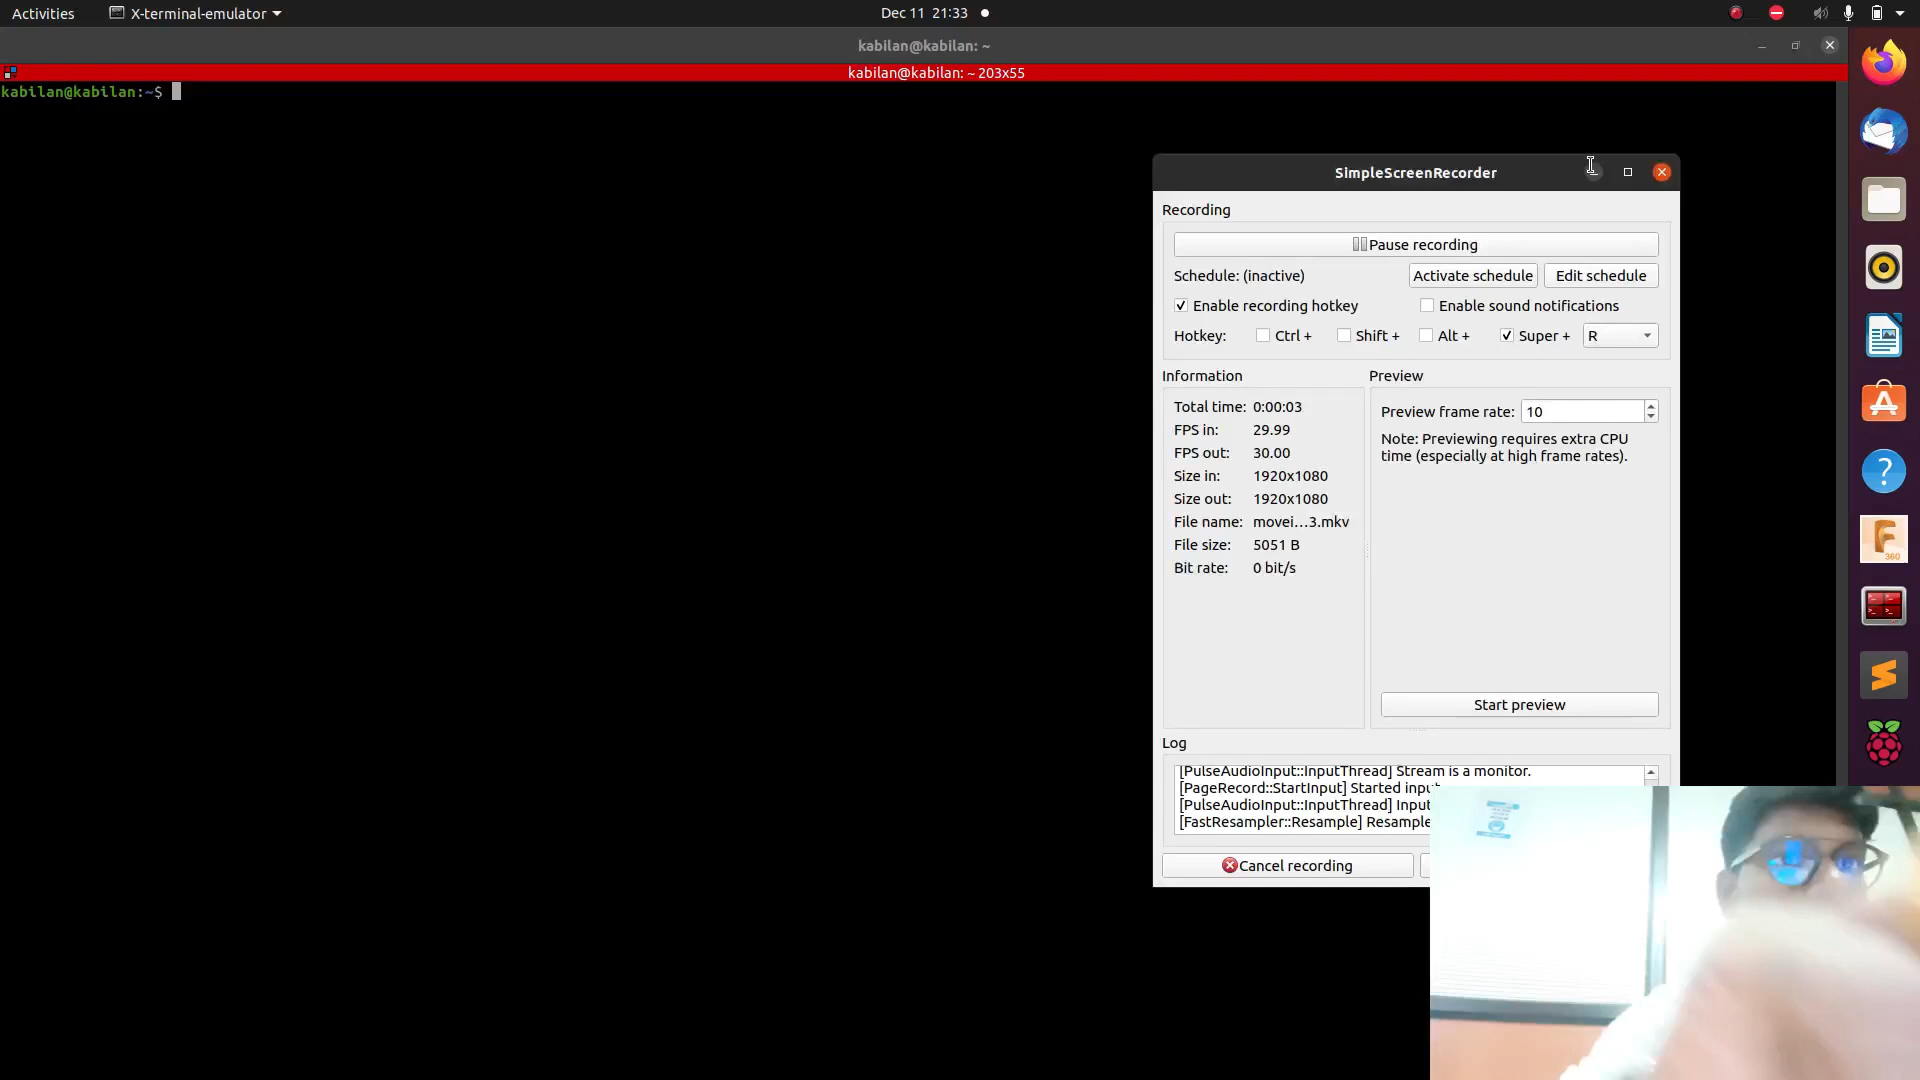 Activities X-terminal-emulator Dec 11 21:33
kabilan@kabilan: ~
kabilan@kabilan: ~ 203x55
kabilan@kabilan:~$
SimpleScreenRecorder
Recording
Pause recording
Schedule: (inactive) Activate schedule Edit schedule
Enable recording hotkey Enable sound notifications
Hotkey: Ctrl + Shift + Alt + Super + R
Information
Total time: 0:00:03
FPS in: 29.99
FPS out: 30.00
Size in: 1920x1080
Size out: 1920x1080
File name: movei...3.mkv
File size: 5051 B
Bit rate: 0 bit/s
Preview
Preview frame rate: 10
Note: Previewing requires extra CPU
time (especially at high frame rates).
Start preview
Log
[PulseAudioInput::InputThread] Stream is a monitor.
[PageRecord::StartInput] Started input
[PulseAudioInput::InputThread] Input
[FastResampler::Resample] Resample
Cancel recording
360